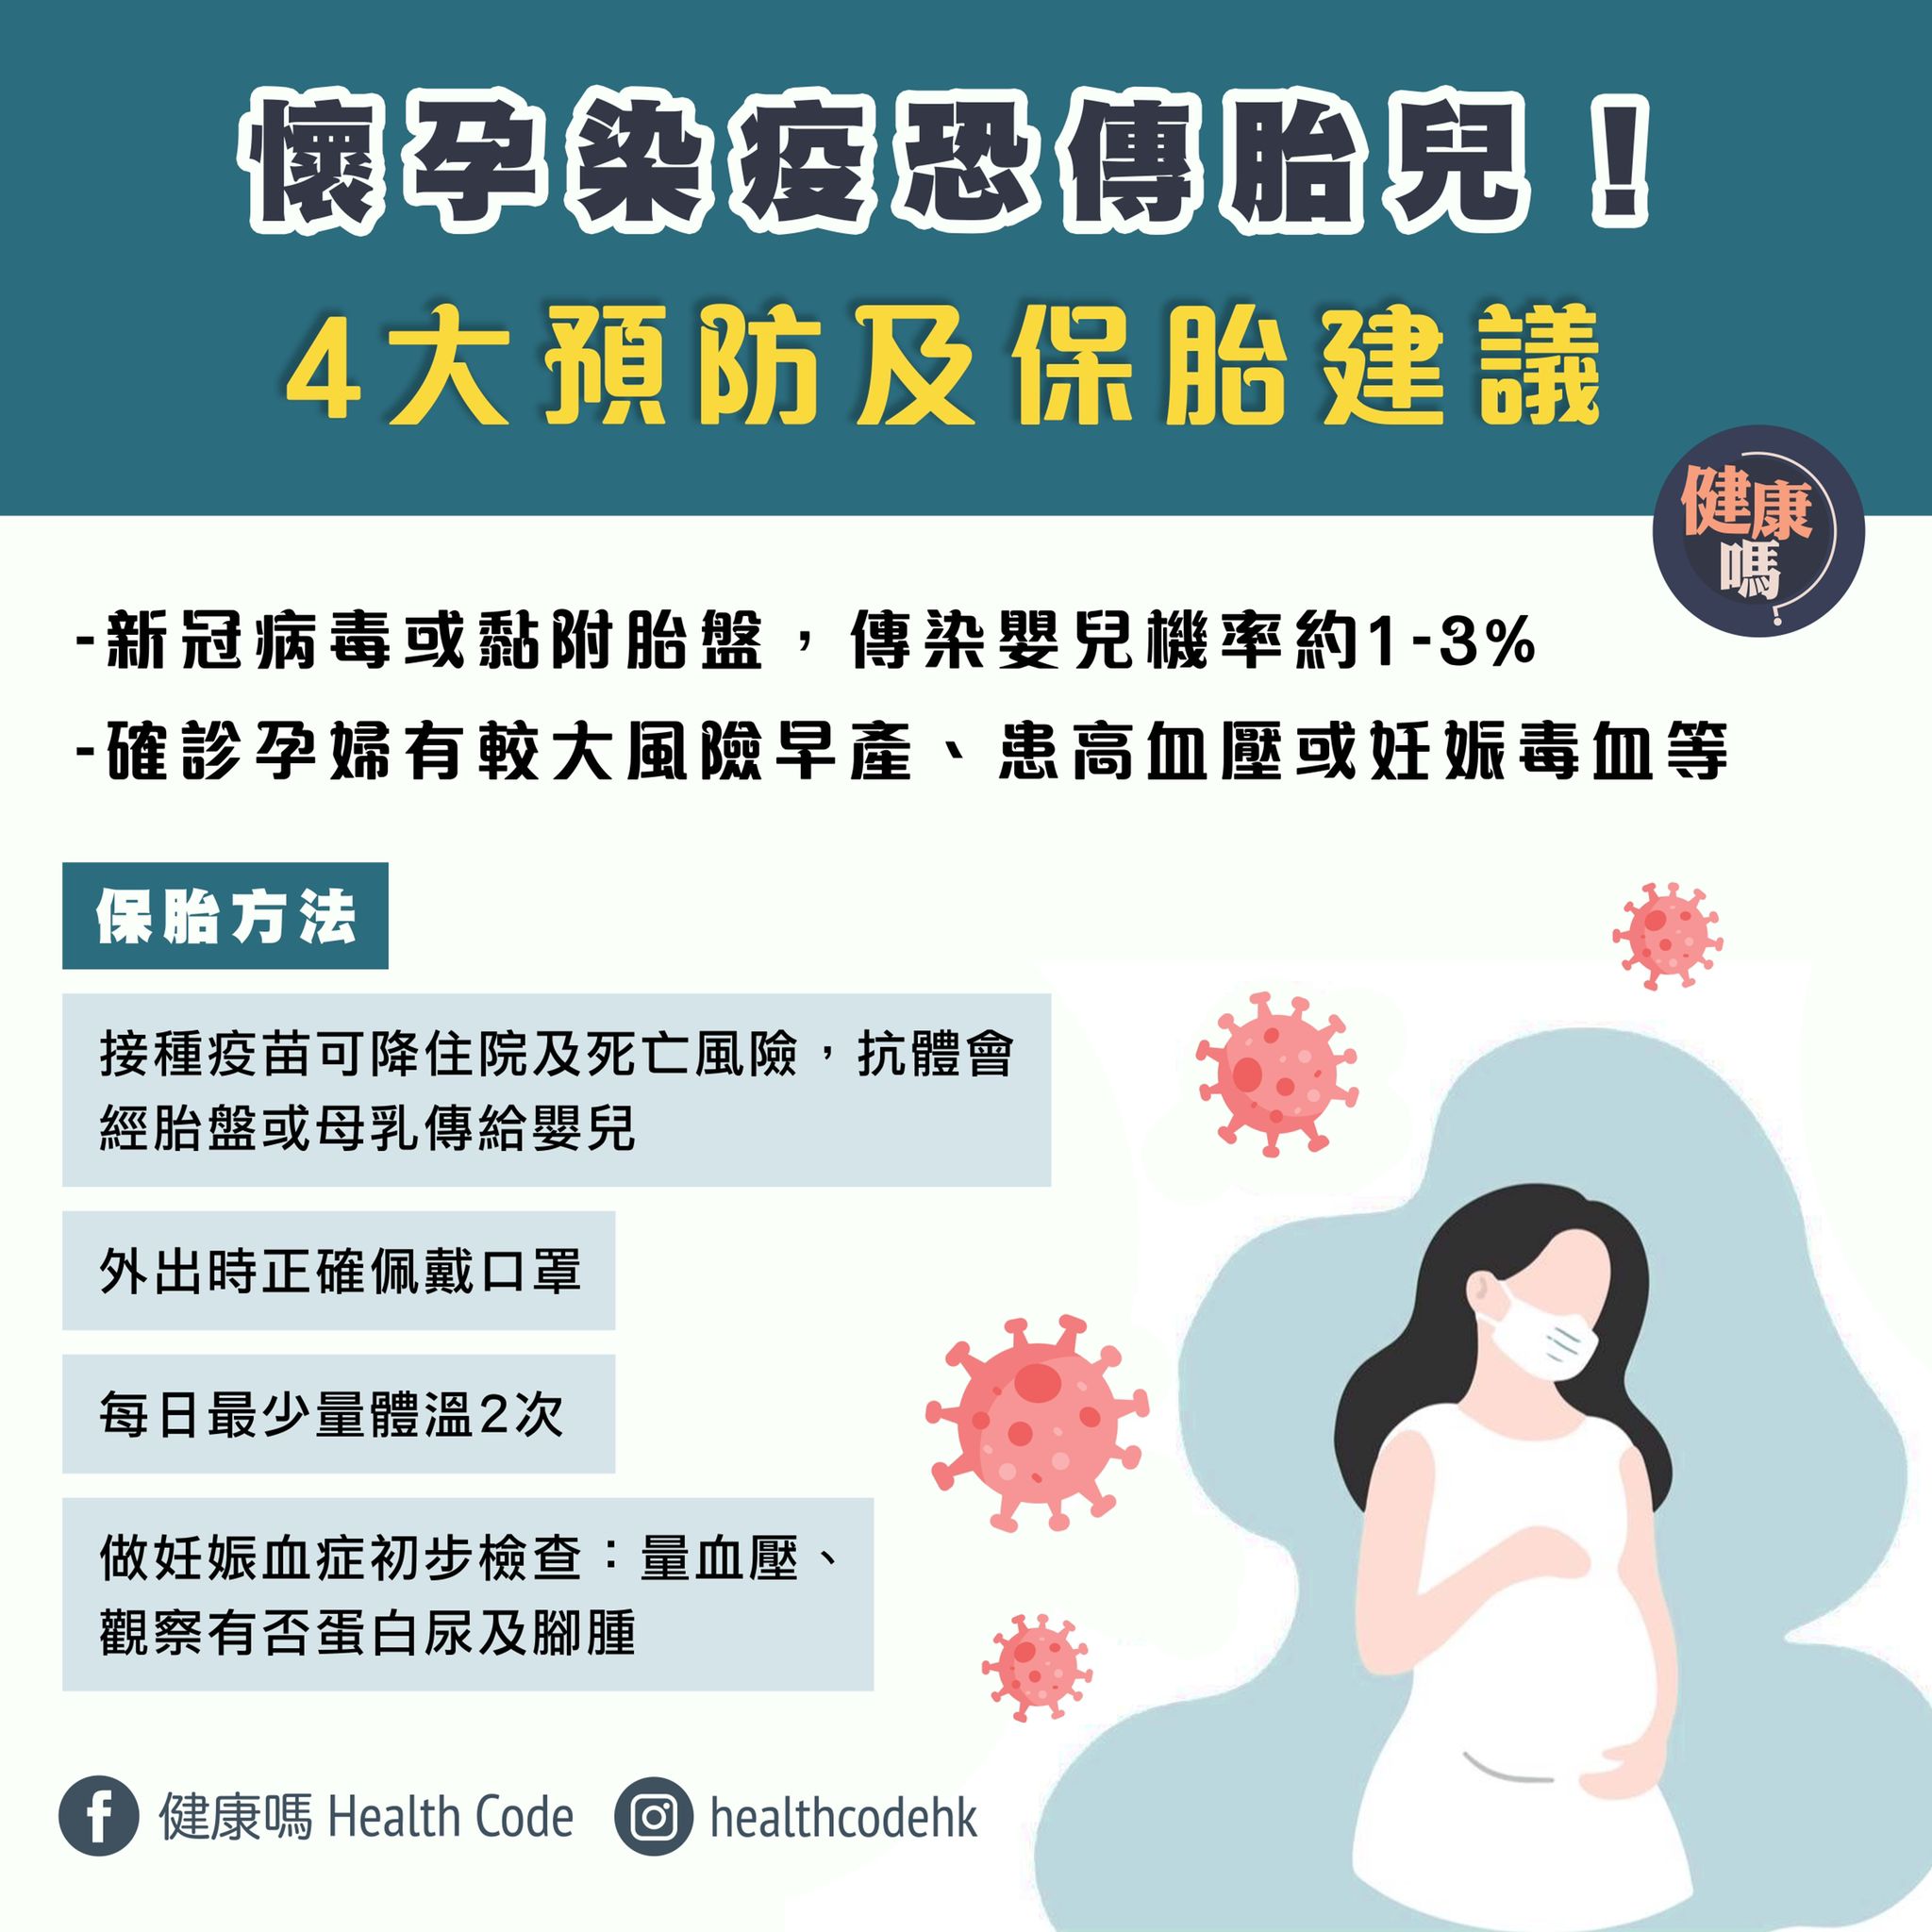 懷孕染疫恐傳胎兒！
4大預防及保胎建議
健康
嗎?
-新冠病毒或黏附胎盤，傳染嬰兒機率約1-3%
-確診孕婦有較大風險早產、患高血壓或妊娠毒血等
保胎方法
接種疫苗可降住院及死亡風險，抗體會
經胎盤或母乳傳給嬰兒
外出時正確佩戴口罩
每日最少量體溫2次
做妊娠血症初步檢查：量血壓、
觀察有否蛋白尿及腳腫
健康嗎 Health Code
healthcodehk